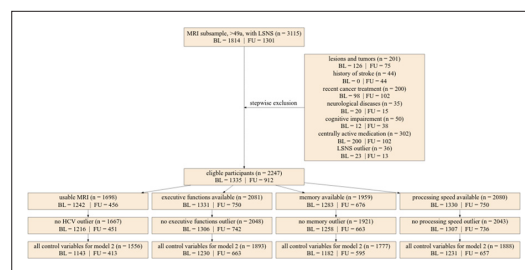 MRI subsample, >49a, with LSNS (n = 3115)
BL = 1814 | FU = 1301
lesions and tumors (n = 201)
BL = 126 | FU = 75
history of stroke (n = 44)
BL = 0 | FU = 44
recent cancer treatment (n = 200)
BL = 98 | FU = 102
neurological diseases (n = 35)
BL = 20 | FU = 15
cognitive impairment (n = 50)
BL = 12 | FU = 38
centrally active medication (n = 302)
BL = 200 | FU = 102
LSNS outlier (n = 36)
BL = 23 | FU = 13
stepwise exclusion
eligible participants (n = 2247)
BL = 1335 | FU = 912
usable MRI (n = 1698)
BL = 1242 | FU = 456
executive functions available (n = 2081)
BL = 1331 | FU = 750
memory available (n = 1959)
BL = 1283 | FU = 676
processing speed available (n = 2080)
BL = 1330 | FU = 750
no HCV outlier (n = 1667)
BL = 1216 | FU = 451
no executive functions outlier (n = 2048)
BL = 1306 | FU = 742
no memory outlier (n = 1921)
BL = 1258 | FU = 663
no processing speed outlier (n = 2043)
BL = 1307 | FU = 736
all control variables for model 2 (n = 1556)
BL = 1143 | FU = 413
all control variables for model 2 (n = 1893)
BL = 1230 | FU = 663
all control variables for model 2 (n = 1777)
BL = 1182 | FU = 595
all control variables for model 2 (n = 1888)
BL = 1231 | FU = 657